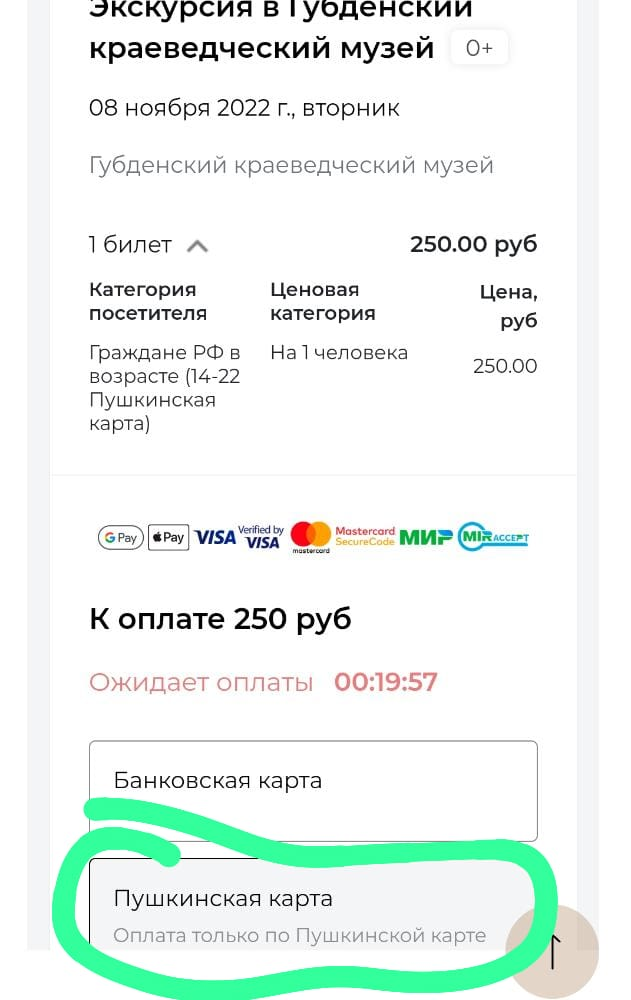 Экскурсия в Губденский
краеведческий музей 0+
08 ноября 2022 г., вторник
Губденский краеведческий музей
1 билет 250.00 руб
Категория посетителя Ценовая категория Цена, руб
Граждане РФ в возрасте (14-22 Пушкинская карта) На 1 человека 250.00
G Pay Pay VISA Verified by VISA mastercard Mastercard SecureCode МИР MIR ACCEPT
К оплате 250 руб
Ожидает оплаты 00:19:57
Банковская карта
Пушкинская карта
Оплата только по Пушкинской карте